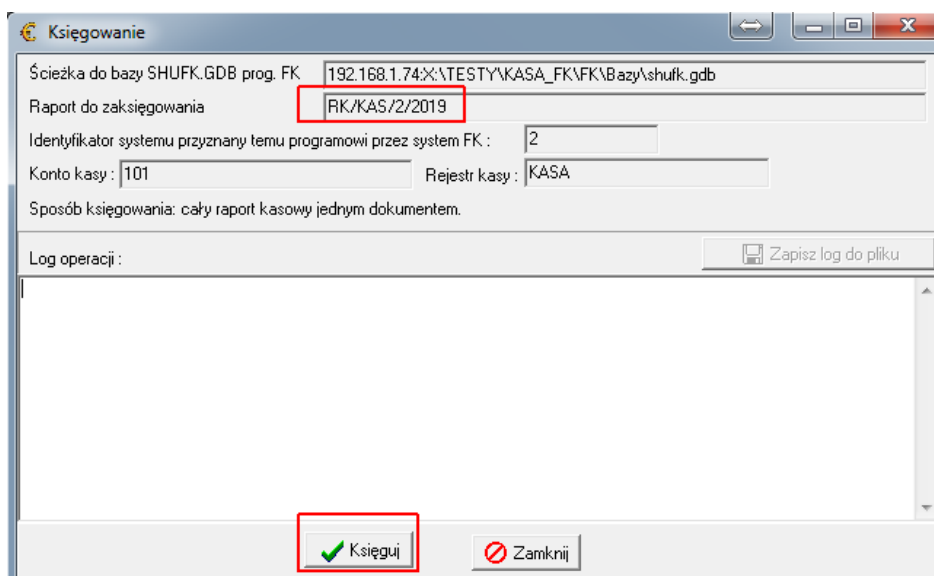 Księgowanie
Ścieżka do bazy SHUFK.GDB prog. FK 192.168.1.74:X:\TESTY\KASA_FK\FK\Bazy\shufk.gdb
Raport do zaksięgowania RK/KAS/2/2019
Identyfikator systemu przyznany temu programowi przez system FK : 2
Konto kasy : 101 Rejestr kasy : KASA
Sposób księgowania: cały raport kasowy jednym dokumentem.
Log operacji : Zapisz log do pliku
Księguj Zamknij